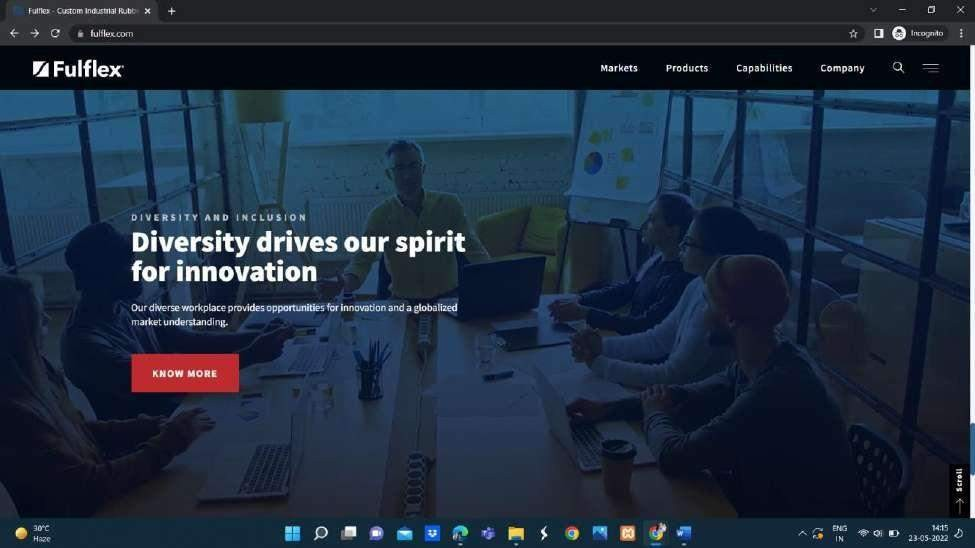 Fulflex - Custom Industrial Rubb
fulflex.com
Incognito
Fulflex
Markets
Products
Capabilities
Company
DIVERSITY AND INCLUSION
Diversity drives our spirit
for innovation
Our diverse workplace provides opportunities for innovation and a globalized
market understanding.
KNOW MORE
Scroll
30°C
Haze
ENG
IN
14:15
23-05-2022